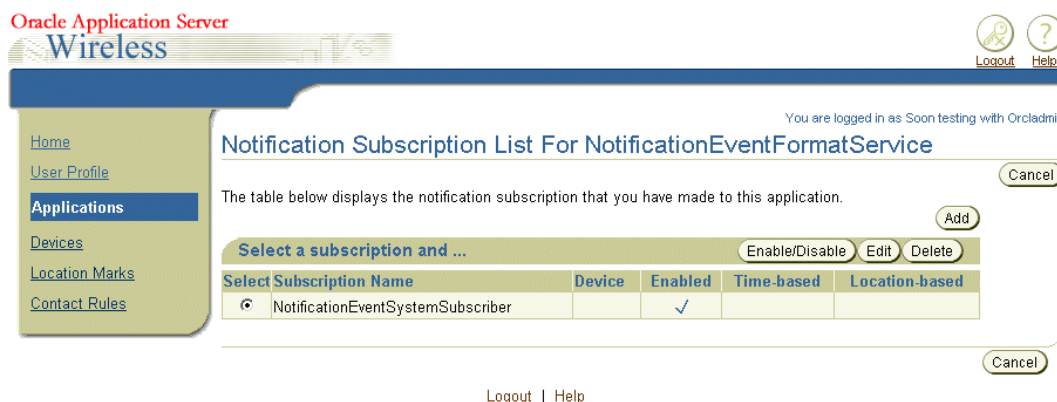 Oracle Application Server
Wireless
Logout Help
You are logged in as Soon testing with Orcladmi
Home
User Profile
Applications
Devices
Location Marks
Contact Rules
Notification Subscription List For NotificationEventFormatService
Cancel
The table below displays the notification subscription that you have made to this application.
Add
Select a subscription and ... Enable/Disable Edit Delete
Select Subscription Name Device Enabled Time-based Location-based
NotificationEventSystemSubscriber
Cancel
Logout | Help